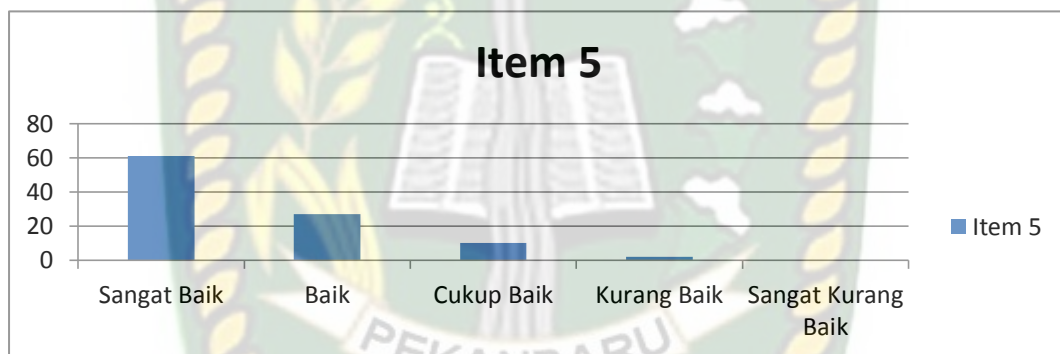 Item 5
80
60
40
20
0
Sangat Baik
Baik
Cukup Baik
Kurang Baik
Sangat Kurang
Baik
Item 5
PEKANBARU